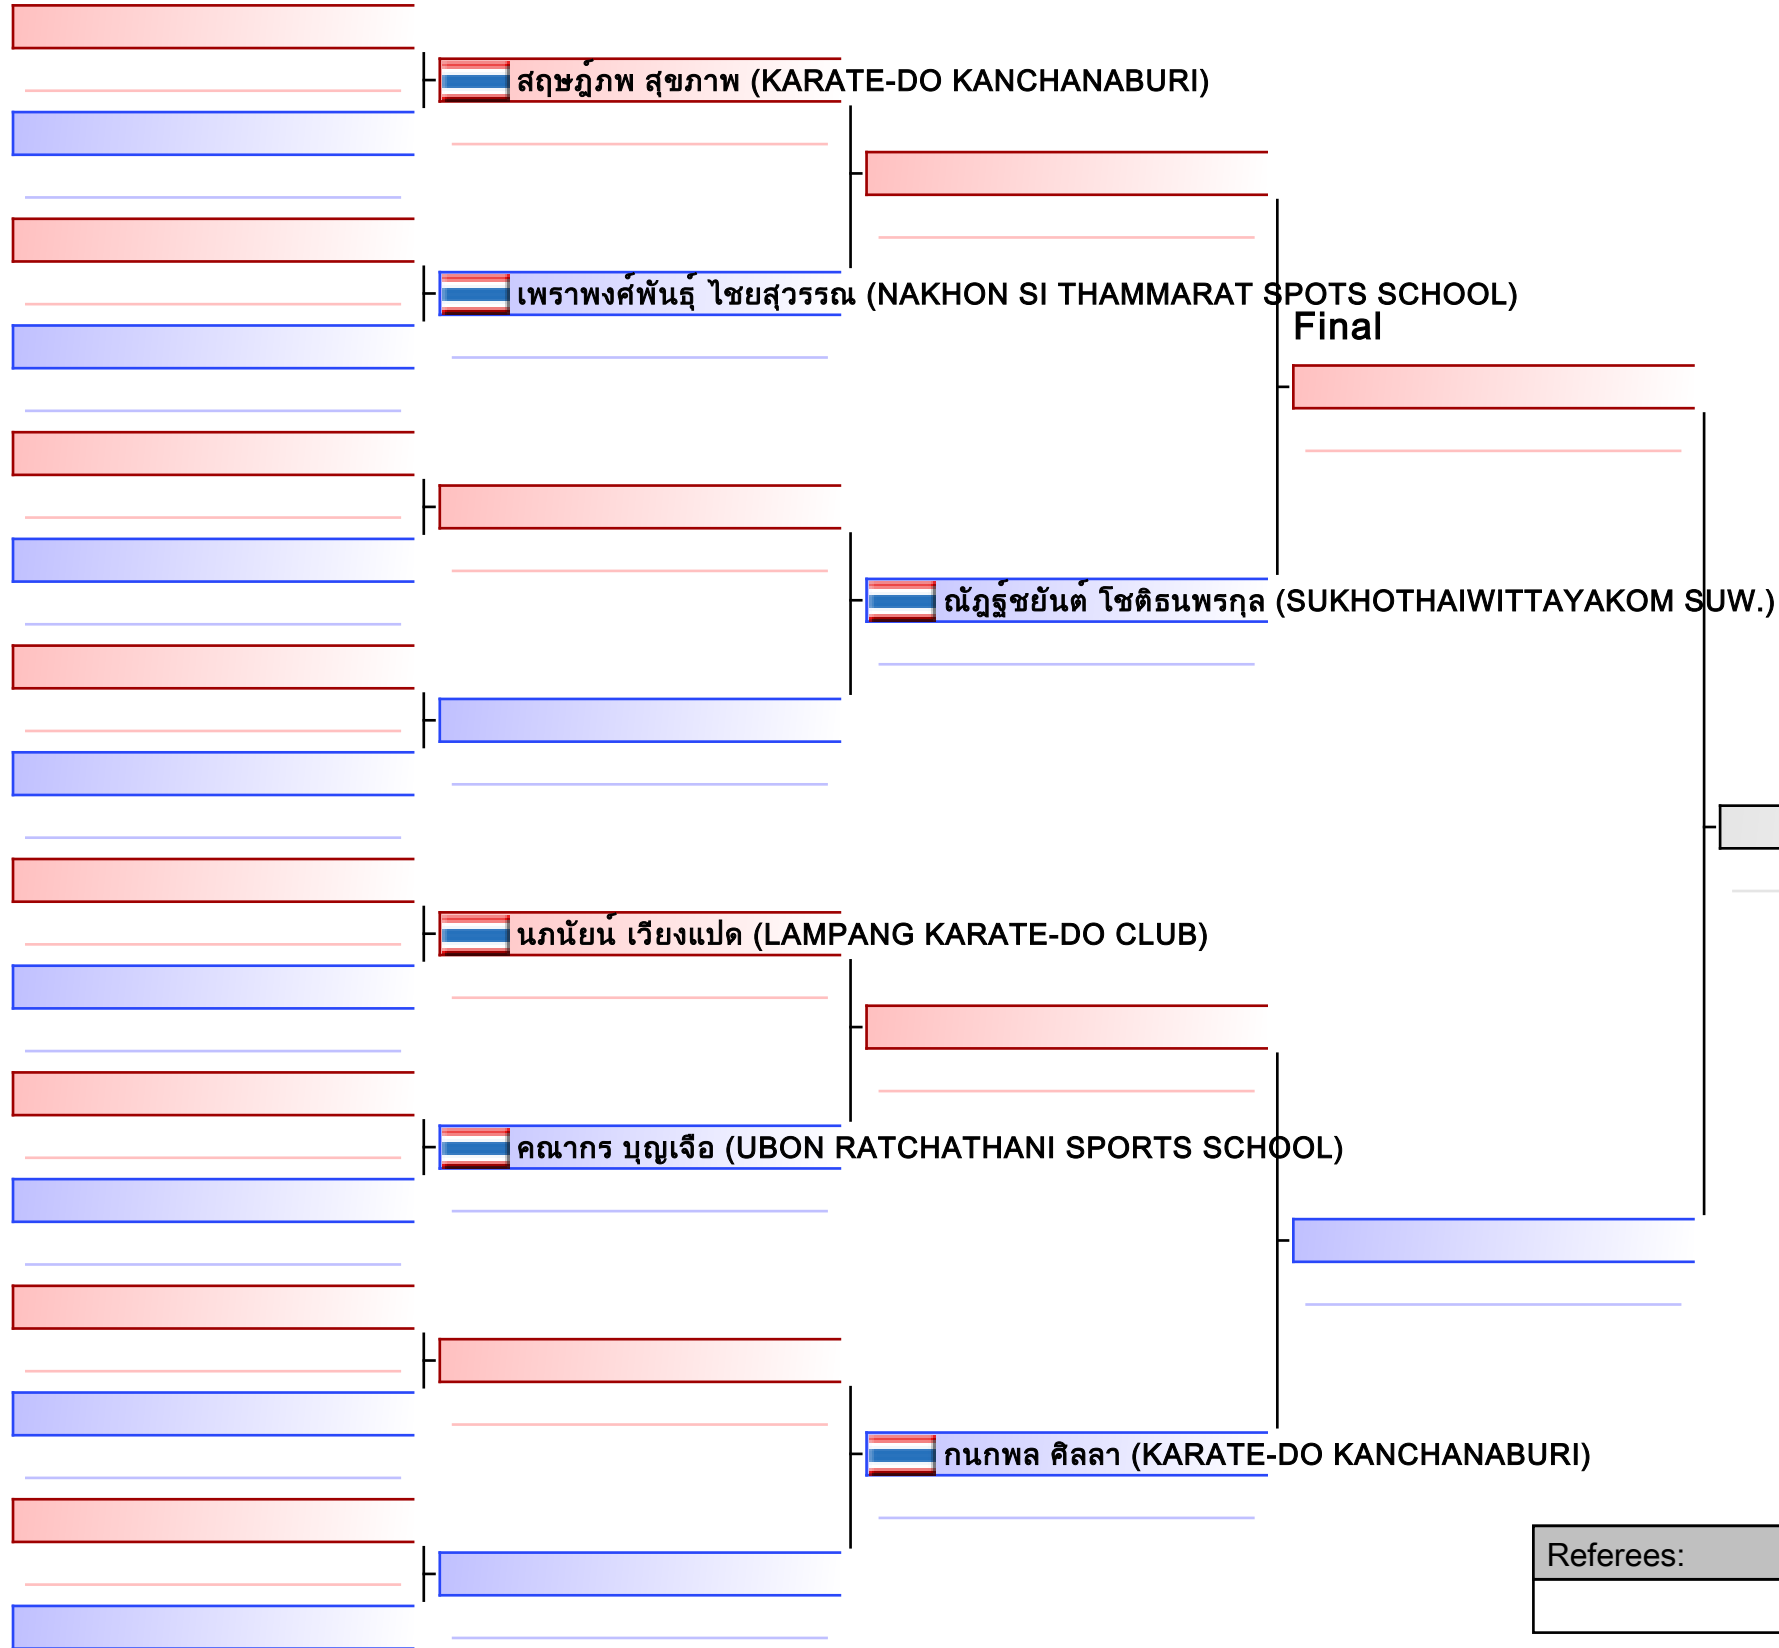 สฤษฎ์ภพ สุขภาพ (KARATE-DO KANCHANABURI)
เพราพงศ์พันธุ์ ไชยสุวรรณ (NAKHON SI THAMMARAT SPOTS SCHOOL)
Final
ณัฎฐ์ชยันต์ โชติธนพรกุล (SUKHOTHAIWITTAYAKOM SUW.)
นภนัยน์ เวียงแปด (LAMPANG KARATE-DO CLUB)
คณากร บุญเจือ (UBON RATCHATHANI SPORTS SCHOOL)
กนกพล ศิลลา (KARATE-DO KANCHANABURI)
Referees: